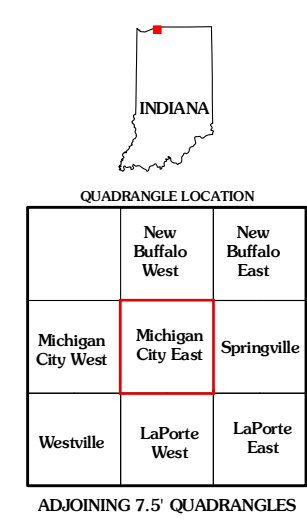 INDIANA
QUADRANGLE LOCATION
New
Buffalo
West
New
Buffalo
East
Michigan
City West
Michigan
City East
Springville
Westville
LaPorte
West
LaPorte
East
ADJOINING 7.5' QUADRANGLES